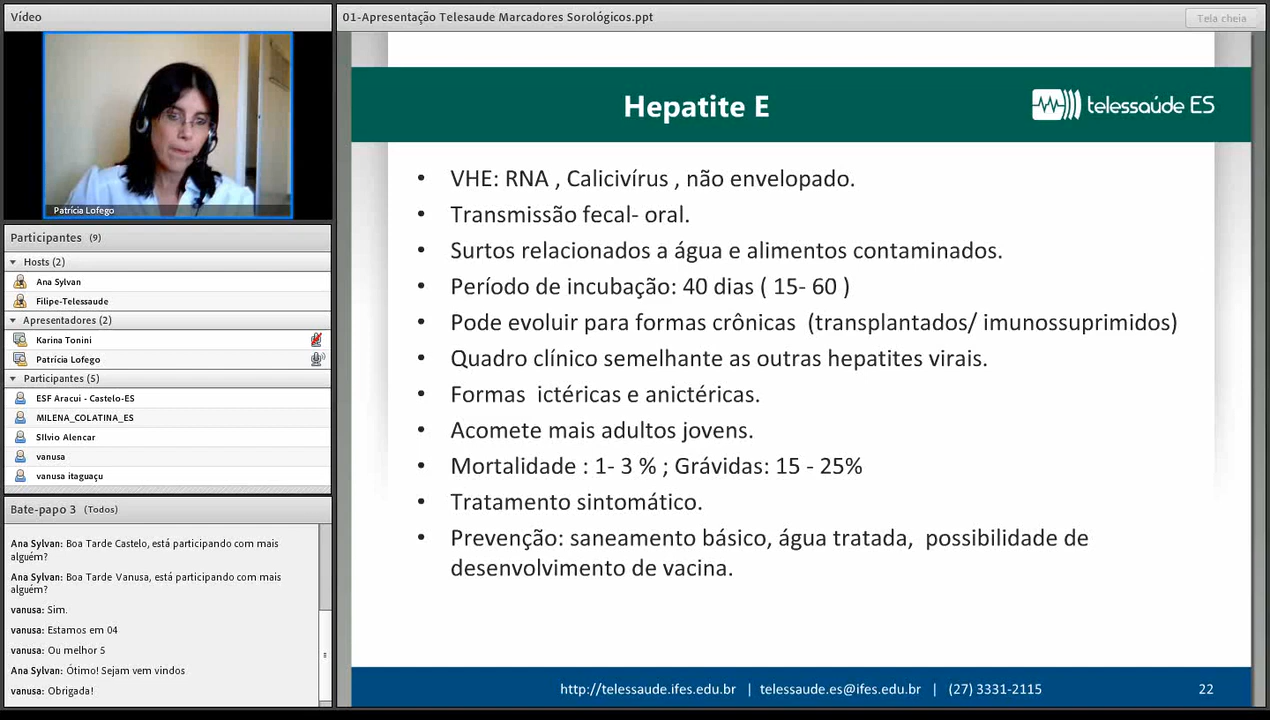 Vídeo
Patrícia Lofego
Participantes (9)
Hosts (2)
Ana Sylvan
Filipe-Telessaude
Apresentadores (2)
Karina Tonini
Patrícia Lofego
Participantes (5)
ESF Aracui - Castelo-ES
MILENA_COLATINA_ES
SIlvio Alencar
vanusa
vanusa itaguaçu
Bate-papo 3 (Todos)
Ana Sylvan: Boa Tarde Castelo, está participando com mais
alguém?
Ana Sylvan: Boa Tarde Vanusa, está participando com mais
alguém?
vanusa: Sim.
vanusa: Estamos em 04
vanusa: Ou melhor 5
Ana Sylvan: Ótimo! Sejam vem vindos
vanusa: Obrigada!
01-Apresentação Telesaude Marcadores Sorológicos.ppt
Tela cheia
Hepatite E
telessaúde ES
• VHE: RNA , Calicivírus , não envelopado.
• Transmissão fecal- oral.
• Surtos relacionados a água e alimentos contaminados.
• Período de incubação: 40 dias ( 15- 60 )
• Pode evoluir para formas crônicas (transplantados/ imunossuprimidos)
• Quadro clínico semelhante as outras hepatites virais.
• Formas ictéricas e anictéricas.
• Acomete mais adultos jovens.
• Mortalidade : 1- 3 % ; Grávidas: 15 - 25%
• Tratamento sintomático.
• Prevenção: saneamento básico, água tratada, possibilidade de
desenvolvimento de vacina.
http://telessaude.ifes.edu.br | telessaude.es@ifes.edu.br | (27) 3331-2115
22